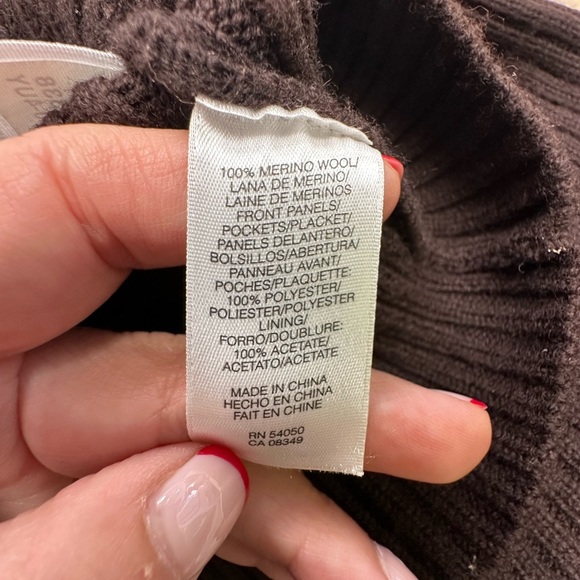 100% MERINO WOOL/
LANA DE MERINO/
LAINE DE MERINOS
FRONT PANELS/
POCKETS/PLACKET/
PANELS DELANTERO/
BOLSILLOS/ABERTURA/
PANNEAU AVANT/
POCHES/PLAQUETTE:
100% POLYESTER/
POLIESTER/POLYESTER
LINING/
FORRO/DOUBLURE:
100% ACETATE/
ACETATO/ACETATE
MADE IN CHINA
HECHO EN CHINA
FAIT EN CHINE
RN 54050
CA 08349